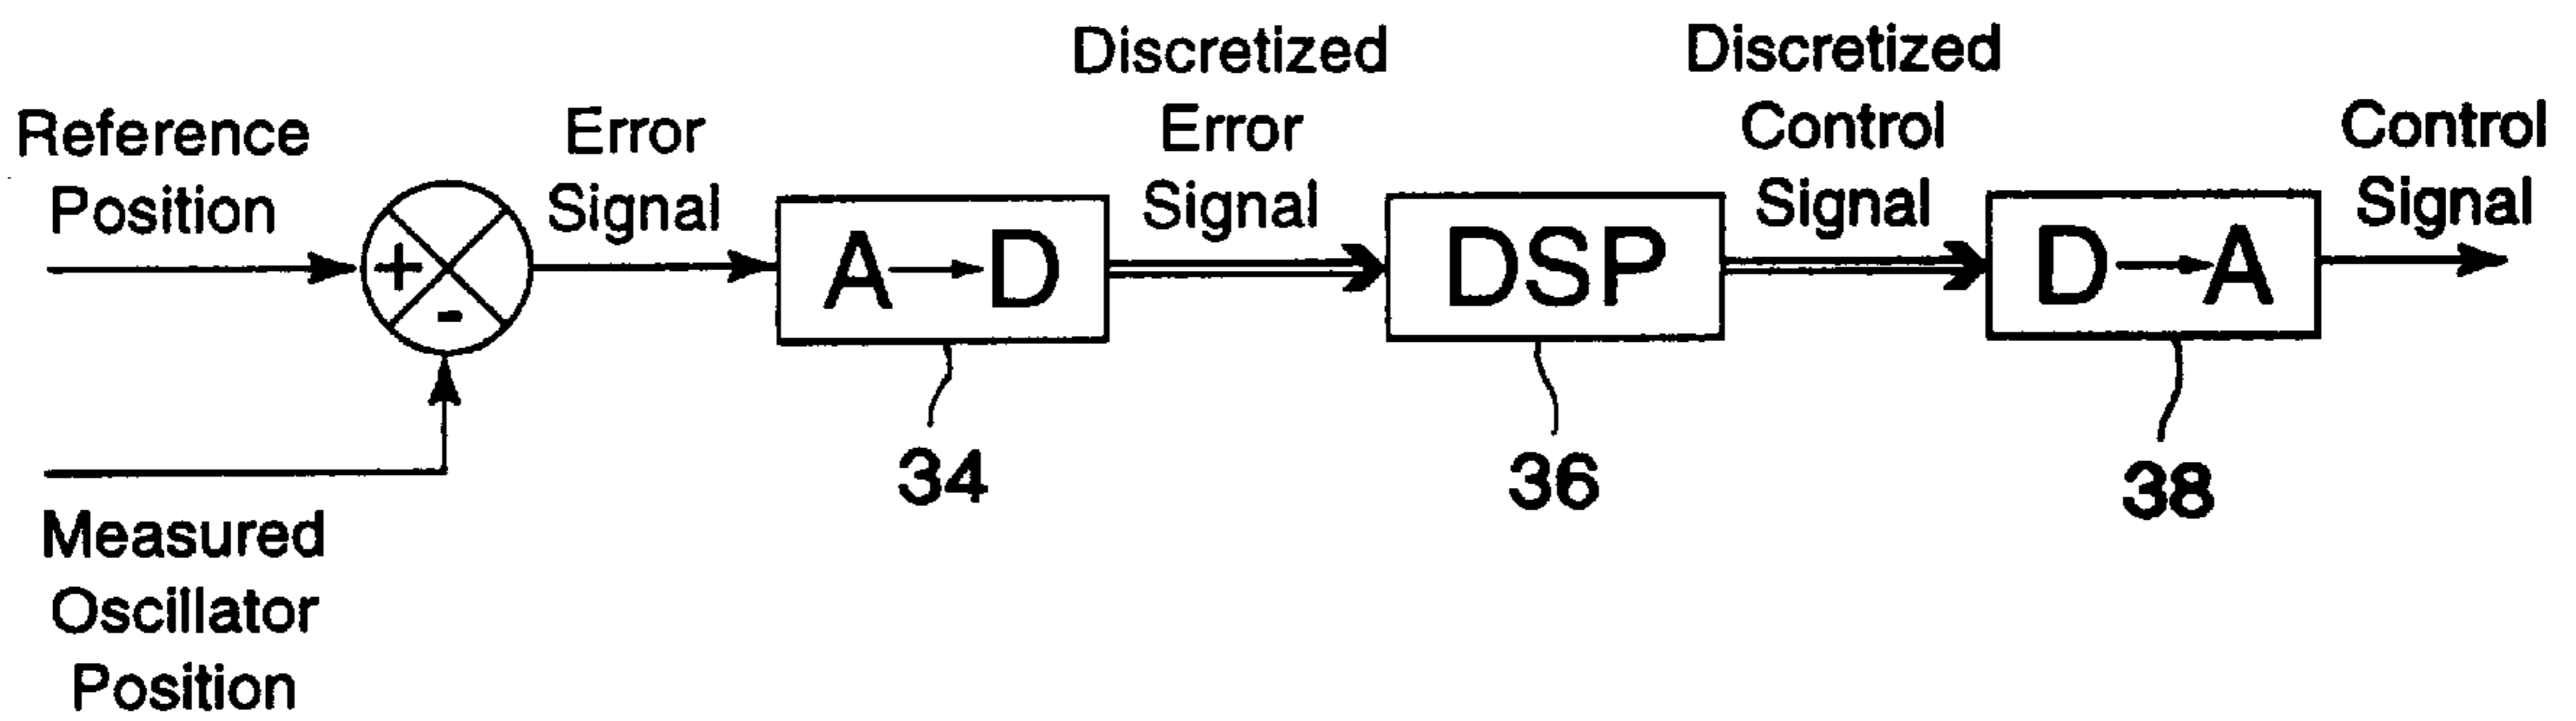 Reference
Position
+
-
Measured
Oscillator
Position
Error
Signal
A→D
34
Discretized
Error
Signal
DSP
36
Discretized
Control
Signal
D→A
38
Control
Signal